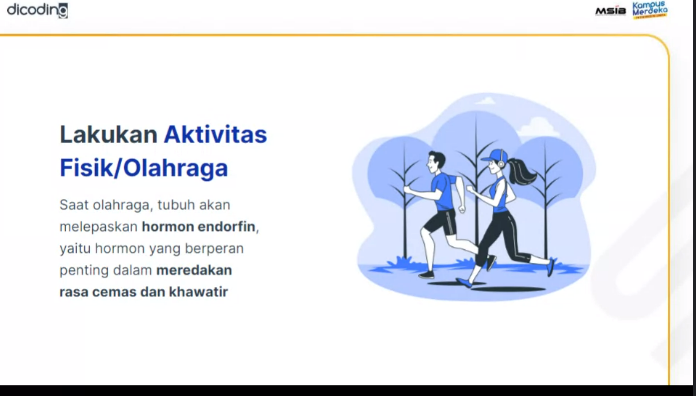 dicoding
MSIB
Kampus
Merdeka
Lakukan Aktivitas
Fisik/Olahraga
Saat olahraga, tubuh akan
melepaskan hormon endorfin,
yaitu hormon yang berperan
penting dalam meredakan
rasa cemas dan khawatir